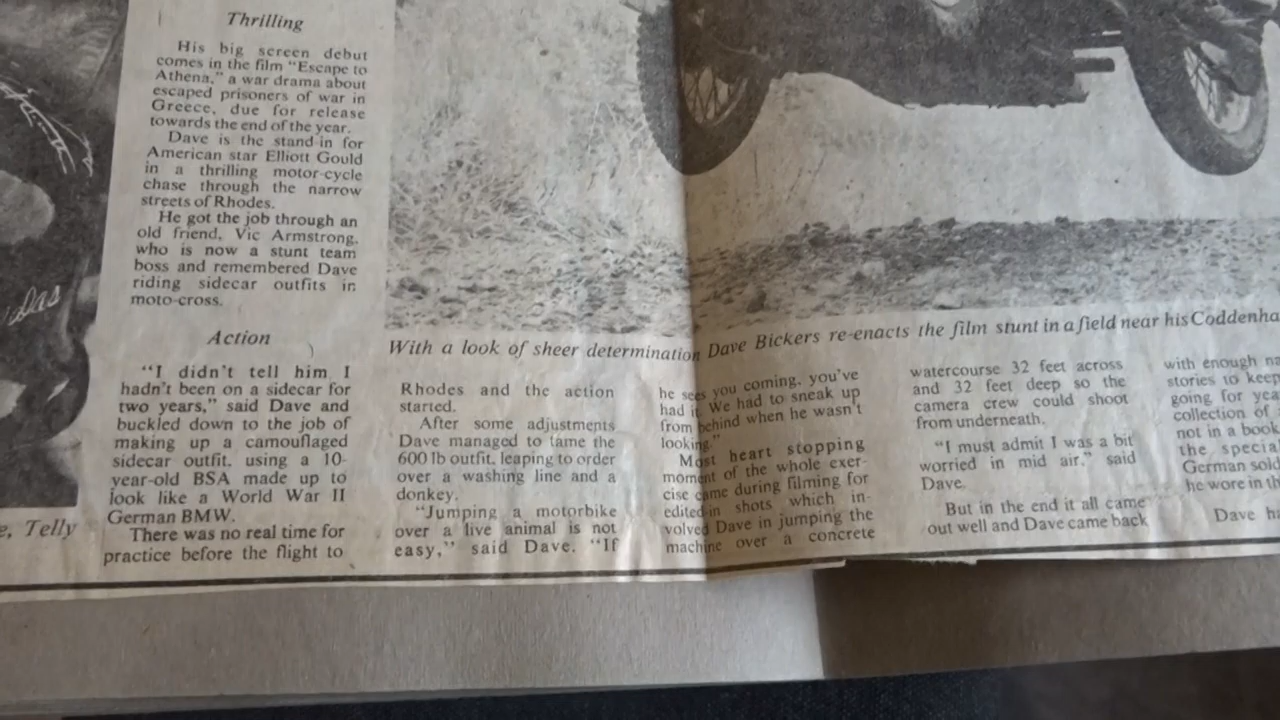 Thrilling
His big screen debut
comes in the film "Escape to
Athena," a war drama about
escaped prisoners of war in
Greece, due for release
towards the end of the year.
Dave is the stand-in for
American star Elliott Gould
in a thrilling motor-cycle
chase through the narrow
streets of Rhodes.
He got the job through an
old friend, Vic Armstrong,
who is now a stunt team
boss and remembered Dave
riding sidecar outfits in
moto-cross.
Action
"I didn't tell him I
hadn't been on a sidecar for
two years," said Dave and
buckled down to the job of
making up a camouflaged
sidecar outfit, using a 10-
year-old BSA made up to
look like a World War II
German BMW.
There was no real time for
practice before the flight to
e, Telly
With a look of sheer determination Dave Bickers re-enacts the film stunt in a field near his Coddenha
Rhodes and the action
started.
After some adjustments
Dave managed to tame the
600 lb outfit, leaping to order
over a washing line and a
donkey.
"Jumping a motorbike
over a live animal is not
easy," said Dave. "If
he sees you coming, you've
had it. We had to sneak up
from behind when he wasn't
looking."
Most heart stopping
moment of the whole exer-
cise came during filming for
edited in shots which in-
volved Dave in jumping the
machine over a concrete
watercourse 32 feet across
and 32 feet deep so the
camera crew could shoot
from underneath.
"I must admit I was a bit
worried in mid air," said
Dave.
But in the end it all came
out well and Dave came back
with enough na
stories to keep
going for yea
collection of
not in a book
the specia
German sold
he wore in th
Dave ha